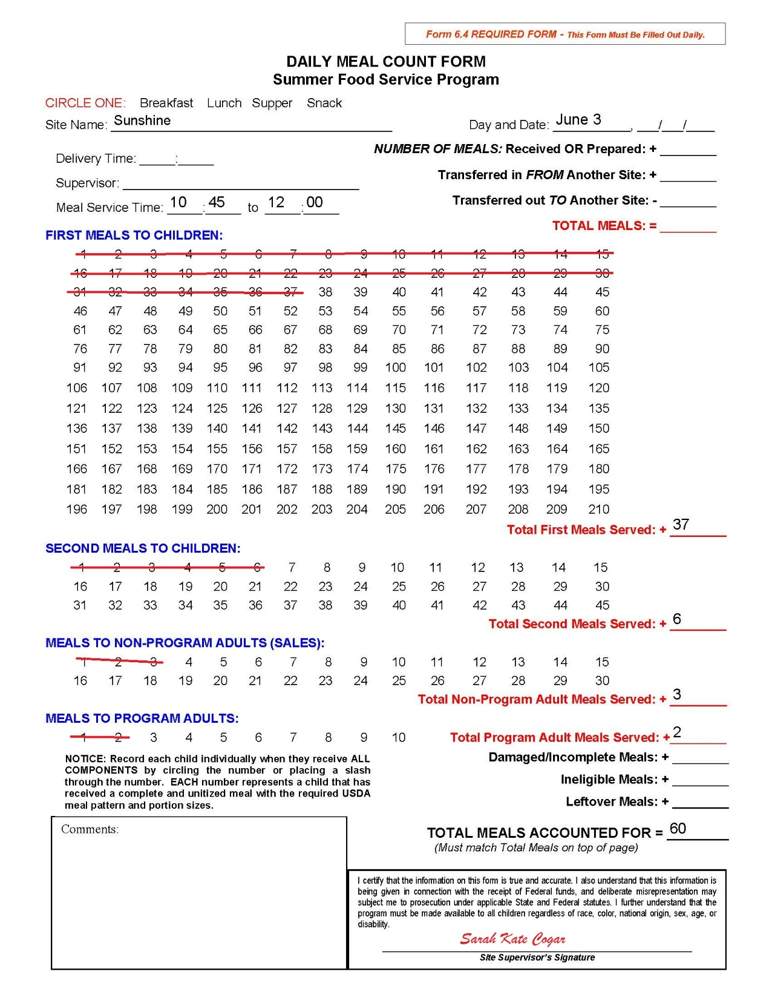 Form 6.4 REQUIRED FORM - This Form Must Be Filled Out Daily.
DAILY MEAL COUNT FORM
Summer Food Service Program
CIRCLE ONE: Breakfast Lunch Supper Snack
Site Name: Sunshine Day and Date: June 3, ___/___/____
NUMBER OF MEALS: Received OR Prepared: + ________
Delivery Time: _____:_____
Transferred in FROM Another Site: + ________
Supervisor: ________
Transferred out TO Another Site: - ________
Meal Service Time: 10:45 to 12:00
TOTAL MEALS: = ________
FIRST MEALS TO CHILDREN:
1 2 3 4 5 6 7 8 9 10 11 12 13 14 15
16 17 18 19 20 21 22 23 24 25 26 27 28 29 30
31 32 33 34 35 36 37 38 39 40 41 42 43 44 45
46 47 48 49 50 51 52 53 54 55 56 57 58 59 60
61 62 63 64 65 66 67 68 69 70 71 72 73 74 75
76 77 78 79 80 81 82 83 84 85 86 87 88 89 90
91 92 93 94 95 96 97 98 99 100 101 102 103 104 105
106 107 108 109 110 111 112 113 114 115 116 117 118 119 120
121 122 123 124 125 126 127 128 129 130 131 132 133 134 135
136 137 138 139 140 141 142 143 144 145 146 147 148 149 150
151 152 153 154 155 156 157 158 159 160 161 162 163 164 165
166 167 168 169 170 171 172 173 174 175 176 177 178 179 180
181 182 183 184 185 186 187 188 189 190 191 192 193 194 195
196 197 198 199 200 201 202 203 204 205 206 207 208 209 210
Total First Meals Served: + 37
SECOND MEALS TO CHILDREN:
1 2 3 4 5 6 7 8 9 10 11 12 13 14 15
16 17 18 19 20 21 22 23 24 25 26 27 28 29 30
31 32 33 34 35 36 37 38 39 40 41 42 43 44 45
Total Second Meals Served: + 6
MEALS TO NON-PROGRAM ADULTS (SALES):
1 2 3 4 5 6 7 8 9 10 11 12 13 14 15
16 17 18 19 20 21 22 23 24 25 26 27 28 29 30
Total Non-Program Adult Meals Served: + 3
MEALS TO PROGRAM ADULTS:
1 2 3 4 5 6 7 8 9 10 Total Program Adult Meals Served: + 2
NOTICE: Record each child individually when they receive ALL
COMPONENTS by circling the number or placing a slash
through the number. EACH number represents a child that has
received a complete and unitized meal with the required USDA
meal pattern and portion sizes.
Damaged/Incomplete Meals: + ________
Ineligible Meals: + ________
Leftover Meals: + ________
Comments:
TOTAL MEALS ACCOUNTED FOR = 60
(Must match Total Meals on top of page)
I certify that the information on this form is true and accurate. I also understand that this information is
being given in connection with the receipt of Federal funds, and deliberate misrepresentation may
subject me to prosecution under applicable State and Federal statutes. I further understand that the
program must be made available to all children regardless of race, color, national origin, sex, age, or
disability.
Sarah Kate Cogar
Site Supervisor's Signature